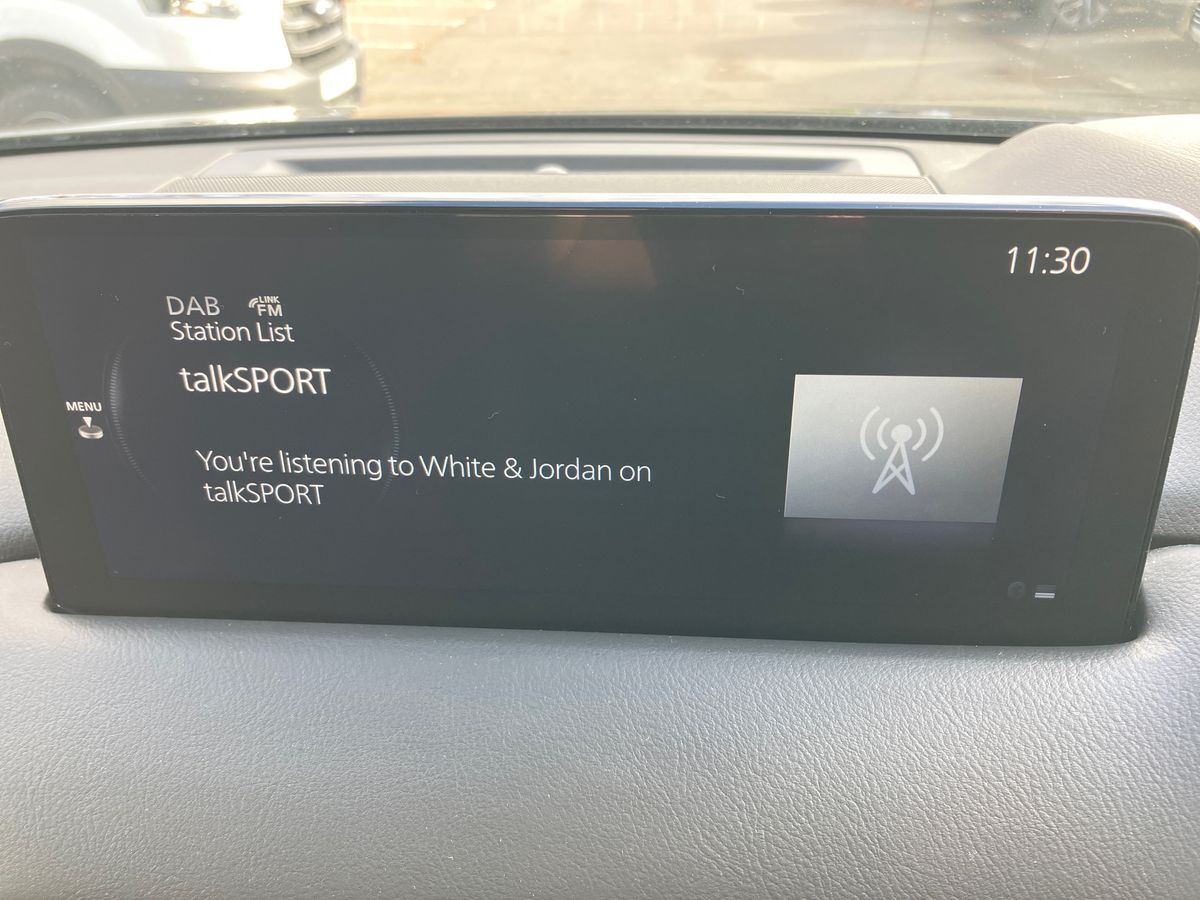 11:30
DAB LINK FM
Station List
talkSPORT
MENU
You're listening to White & Jordan on
talkSPORT